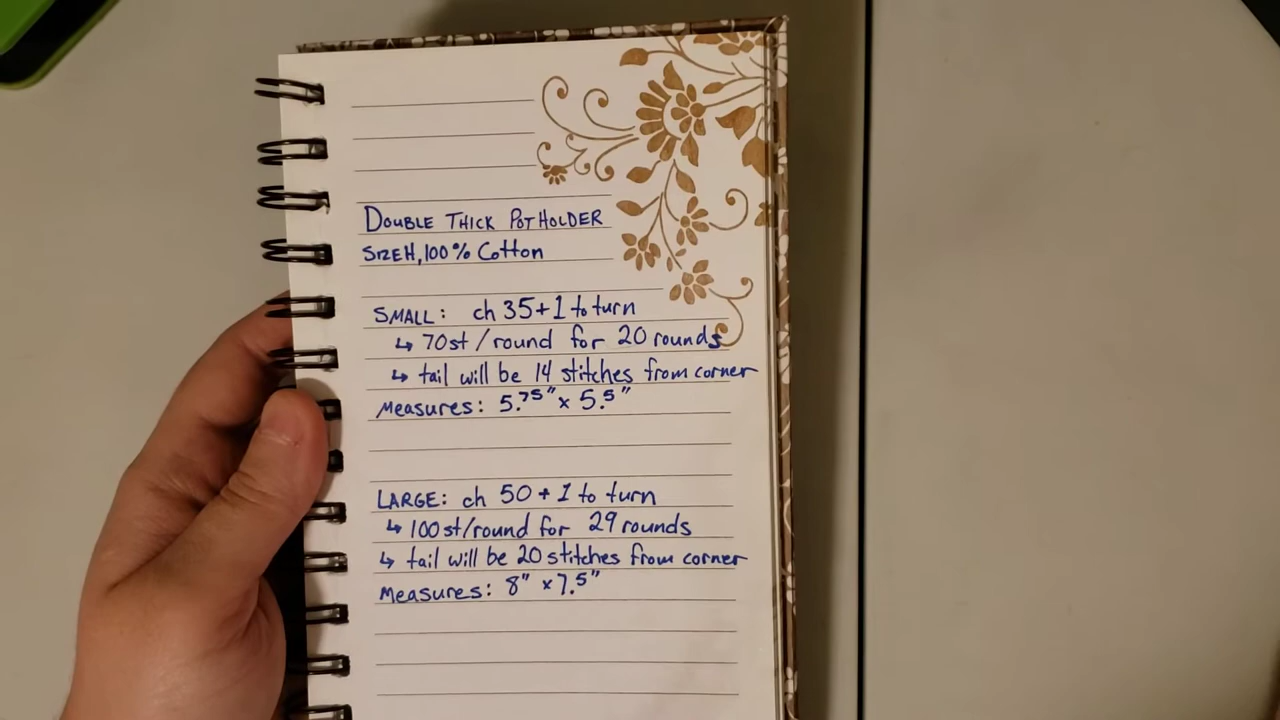 DOUBLE THICK POT HOLDER
SIZE H, 100% Cotton
SMALL: ch 35+1 to turn
↳ 70st/round for 20 rounds
↳ tail will be 14 stitches from corner
Measures: 5.75" x 5.5"
LARGE: ch 50+1 to turn
↳ 100st/round for 29 rounds
↳ tail will be 20 stitches from corner
Measures: 8" x 7.5"